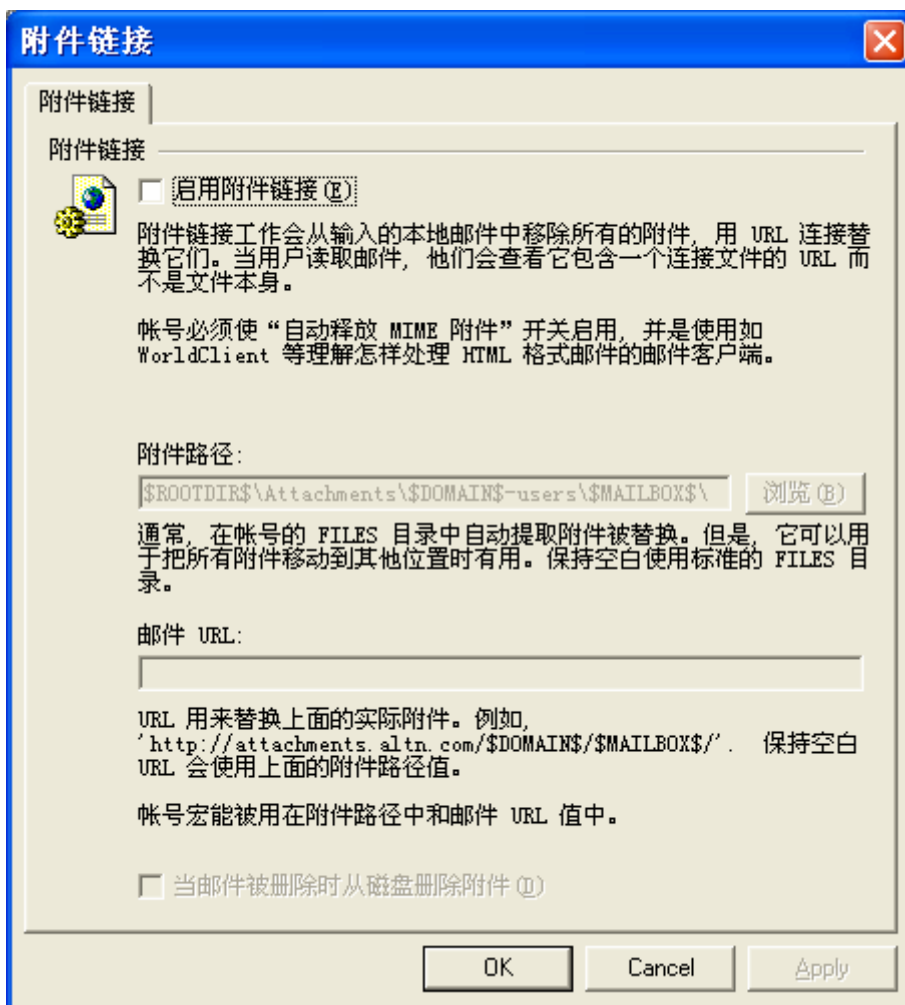 附件链接
附件链接
附件链接
启用附件链接(E)
附件链接工作会从输入的本地邮件中移除所有的附件, 用 URL 连接替
换它们。当用户读取邮件, 他们会查看它包含一个连接文件的 URL 而
不是文件本身。
帐号必须使“自动释放 MIME 附件”开关启用, 并是使用如
WorldClient 等理解怎样处理 HTML 格式邮件的邮件客户端。
附件路径:
$ROOTDIR$\Attachments\$DOMAIN$-users\$MAILBOX$\ 浏览(B)
通常, 在帐号的 FILES 目录中自动提取附件被替换。但是, 它可以用
于把所有附件移动到其他位置时有用。保持空白使用标准的 FILES 目
录。
邮件 URL:
URL 用来替换上面的实际附件。例如,
'http://attachments.altn.com/$DOMAIN$/$MAILBOX$/'. 保持空白
URL 会使用上面的附件路径值。
帐号宏能被用在附件路径中和邮件 URL 值中。
当邮件被删除时从磁盘删除附件(D)
OK Cancel Apply